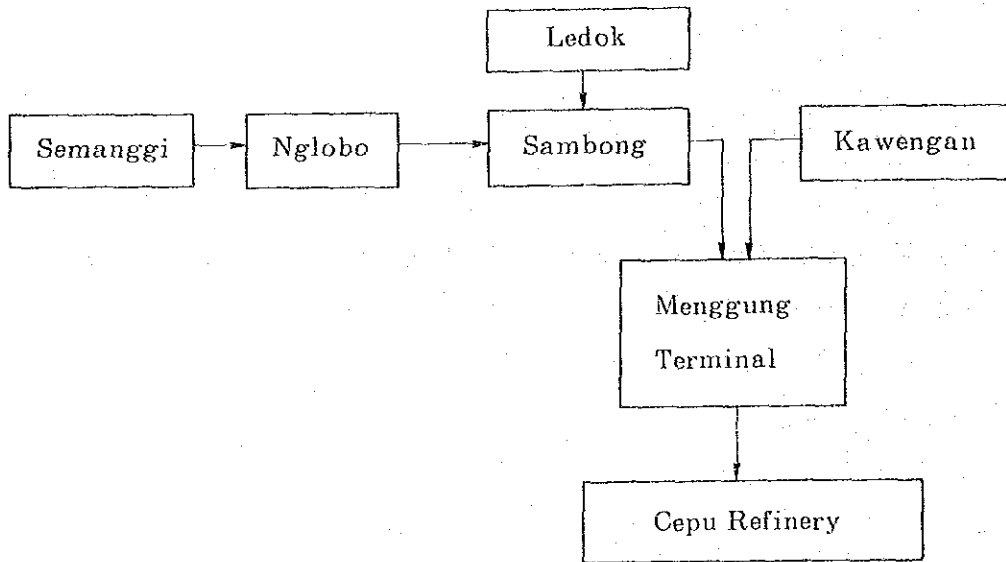 Ledok
Semanggi
Nglobo
Sambong
Kawengan
Menggung
Terminal
Cepu Refinery